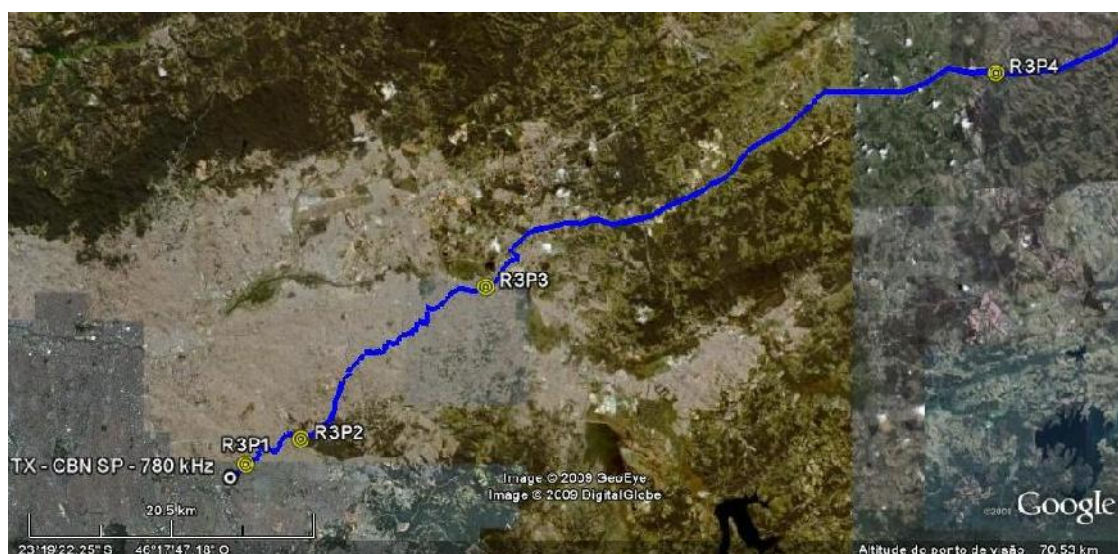 R3P4
R3P3
R3P1
R3P2
TX - CBN SP - 780 kHz
Image © 2009 GeoEye
Image © 2009 DigitalGlobe
20.5 km
Google
23°19'22.25" S 46°17'47.18" O
Altitude do ponto de visão 70.53 km